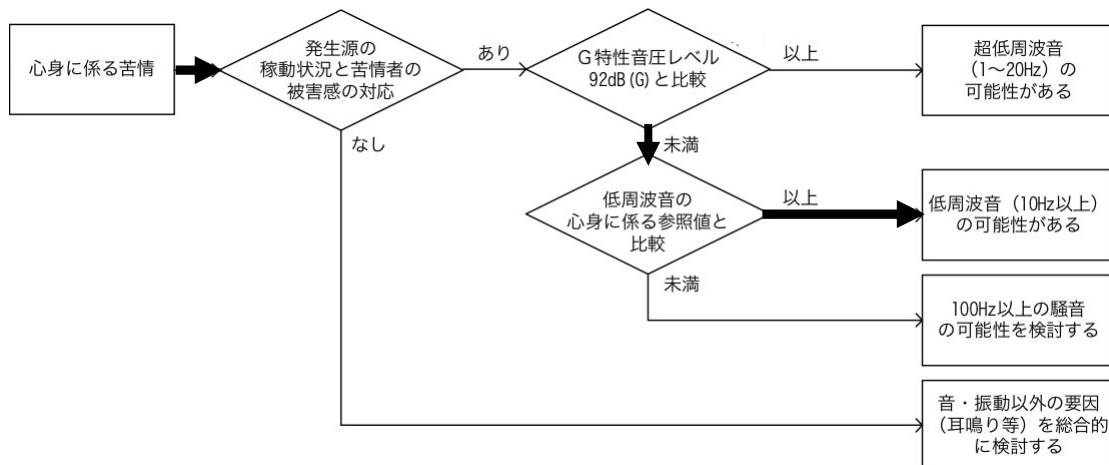 心身に係る苦情
発生源の
稼動状況と苦情者の
被害感の対応
あり
なし
G特性音圧レベル
92dB(G)と比較
以上
未満
超低周波音
(1〜20Hz)の
可能性がある
低周波音の
心身に係る参照値と
比較
以上
未満
低周波音(10Hz以上)
の可能性がある
100Hz以上の騒音
の可能性を検討する
音・振動以外の要因
(耳鳴り等)を総合的
に検討する